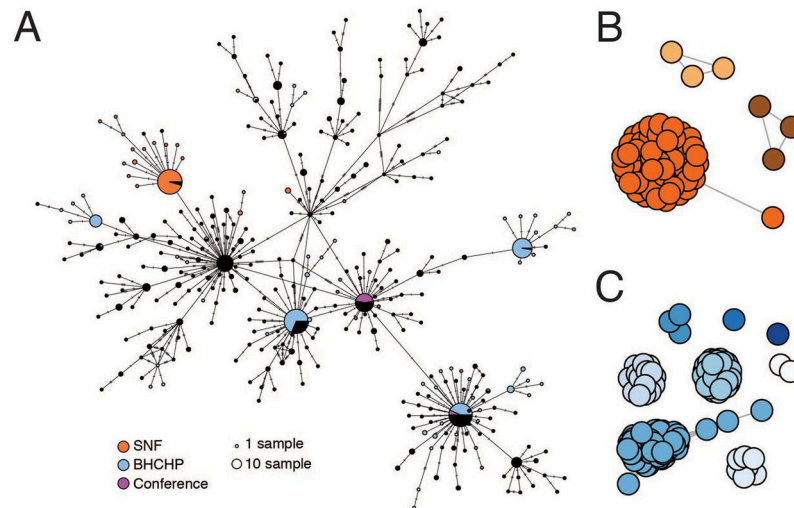 A
B
C
SNF
BHCHP
Conference
1 sample
10 sample